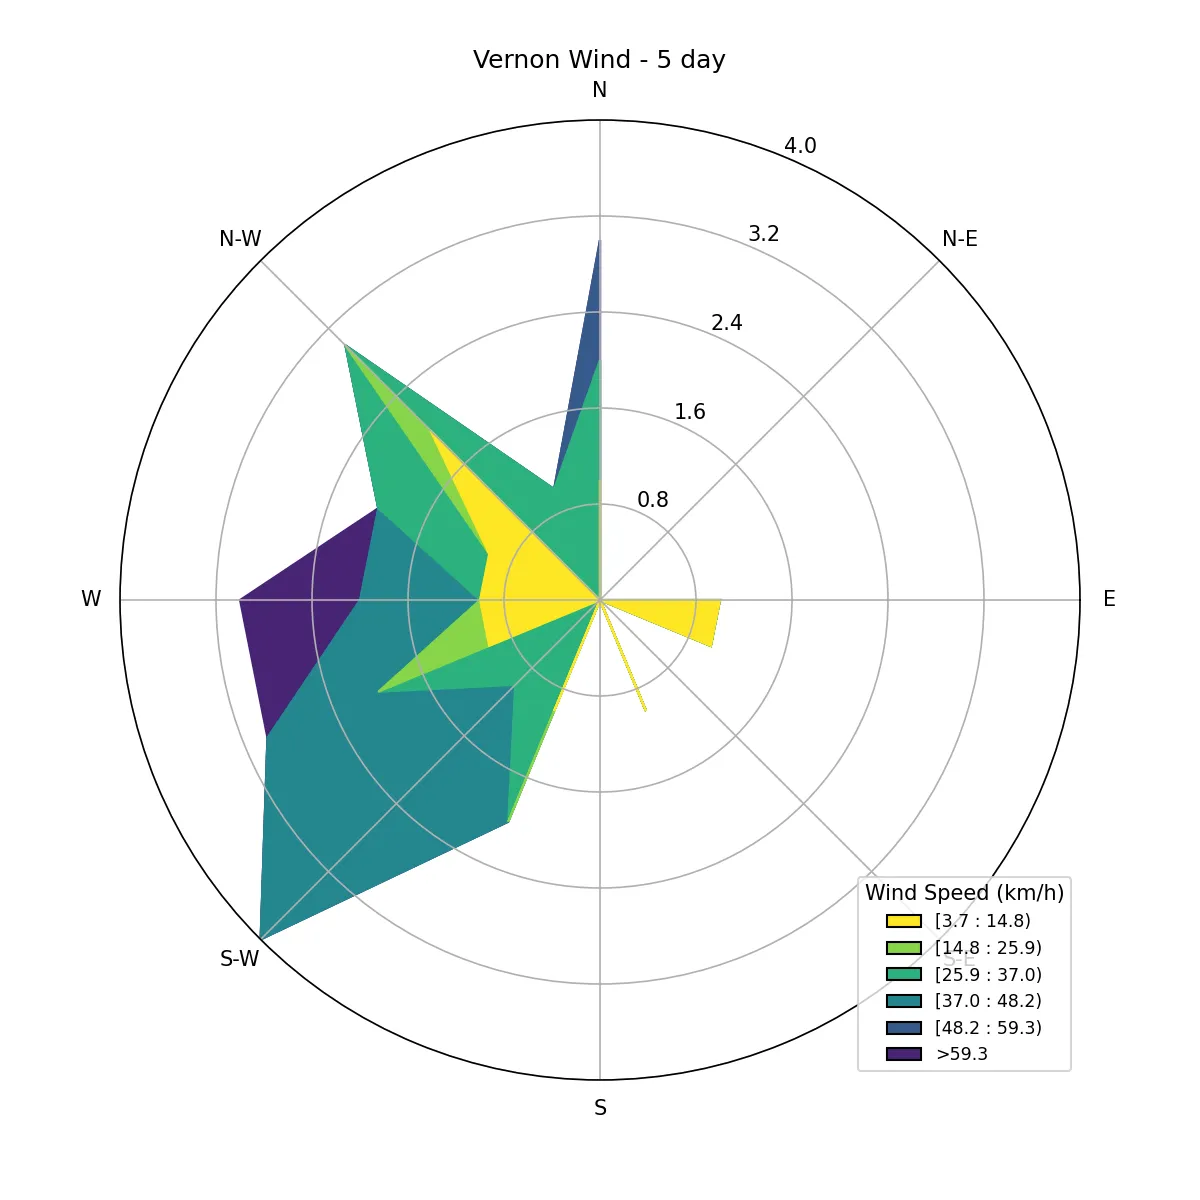 Vernon Wind - 5 day
N
4.0
N-W
3.2
N-E
2.4
1.6
0.8
W
E
S-W
S-E
Wind Speed (km/h)
[3.7 : 14.8)
[14.8 : 25.9)
[25.9 : 37.0)
[37.0 : 48.2)
[48.2 : 59.3)
>59.3
S